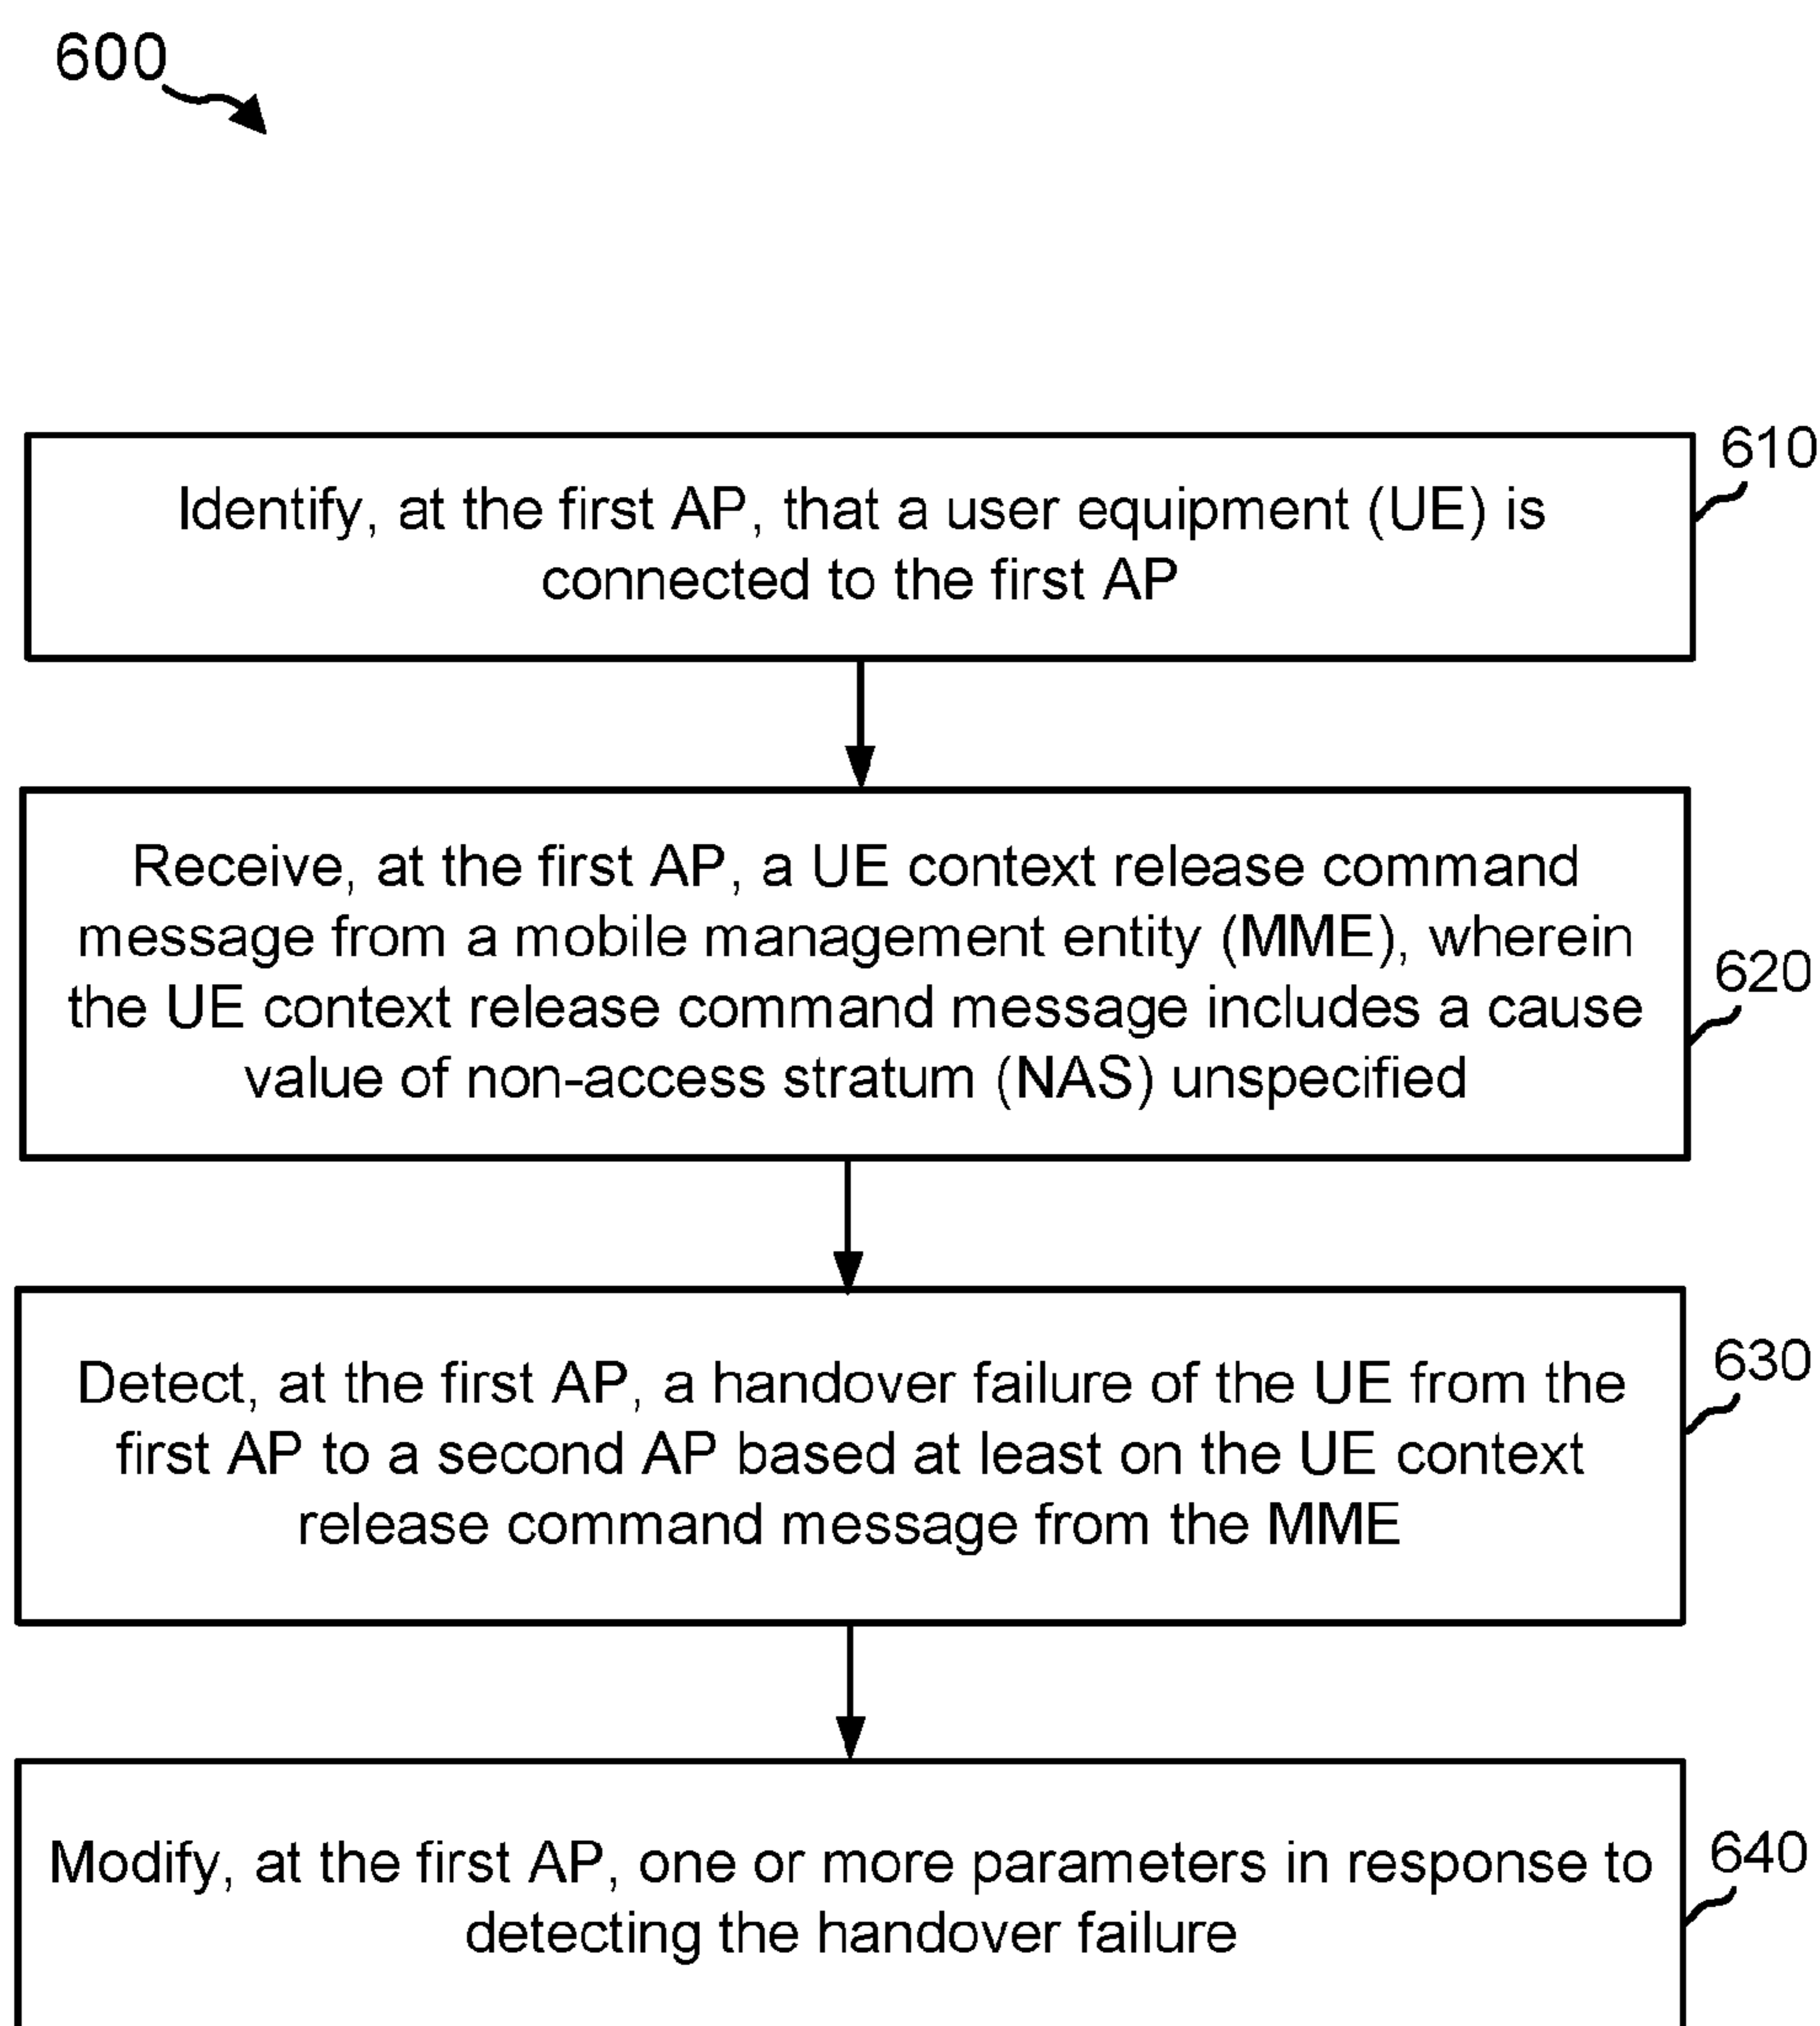 600
610
Identify, at the first AP, that a user equipment (UE) is
connected to the first AP
Receive, at the first AP, a UE context release command
message from a mobile management entity (MME), wherein
620
the UE context release command message includes a cause
value of non-access stratum (NAS) unspecified
630
Detect, at the first AP, a handover failure of the UE from the
first AP to a second AP based at least on the UE context
release command message from the MME
640
Modify, at the first AP, one or more parameters in response to
detecting the handover failure